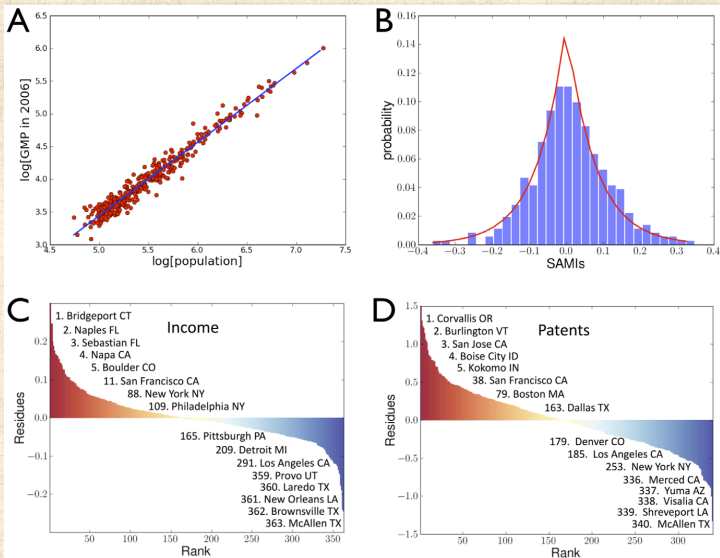 A
log[GMP in 2006]
6.0
5.5
5.0
4.5
4.0
3.5
3.0
4.5
5.0
5.5
6.0
6.5
7.0
7.5
log[population]
B
probability
0.16
0.14
0.12
0.10
0.08
0.06
0.04
0.02
0.00
−0.4
−0.3
−0.2
−0.1
0.0
0.1
0.2
0.3
0.4
SAMIs
C
Income
Residues
0.2
0.1
0.0
−0.1
−0.2
1. Bridgeport CT
2. Naples FL
3. Sebastian FL
4. Napa CA
5. Boulder CO
11. San Francisco CA
88. New York NY
109. Philadelphia NY
165. Pittsburgh PA
209. Detroit MI
291. Los Angeles CA
359. Provo UT
360. Laredo TX
361. New Orleans LA
362. Brownsville TX
363. McAllen TX
50
100
150
200
250
300
350
Rank
D
Patents
Residues
1.5
1.0
0.5
0.0
−0.5
−1.0
−1.5
1. Corvallis OR
2. Burlington VT
3. San Jose CA
4. Boise City ID
5. Kokomo IN
38. San Francisco CA
79. Boston MA
163. Dallas TX
179. Denver CO
185. Los Angeles CA
253. New York NY
336. Merced CA
337. Yuma AZ
338. Visalia CA
339. Shreveport LA
340. McAllen TX
50
100
150
200
250
300
Rank